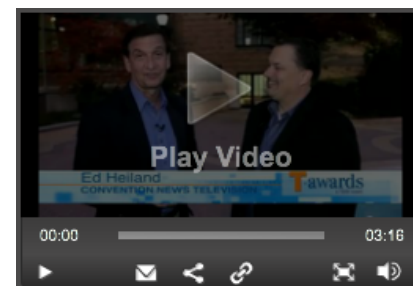 Play Video
Ed Heiland
CONVENTION NEWS TELEVISION
T-awards
00:00
03:16